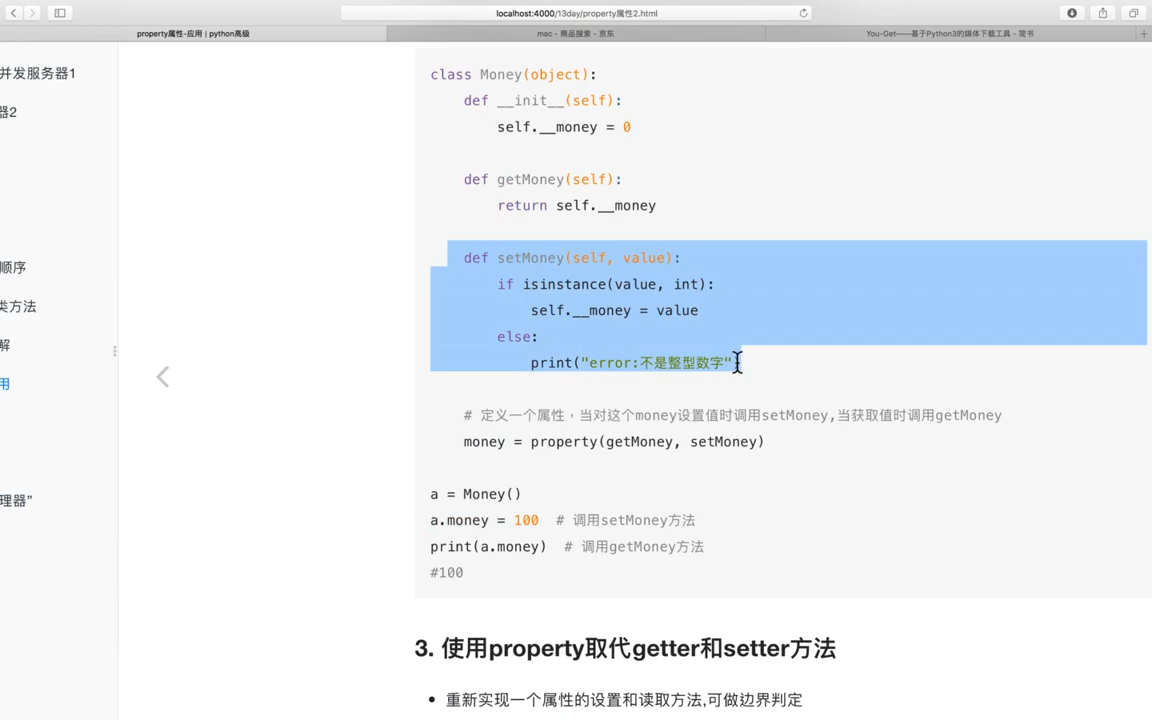 localhost:4000/13day/property属性2.html
property属性-应用 | python高级
mac - 商品搜索 - 京东
You-Get——基于Python3的媒体下载工具 - 简书
并发服务器1
器2
顺序
类方法
解
用
理器”
class Money(object):
def __init__(self):
self.__money = 0
def getMoney(self):
return self.__money
def setMoney(self, value):
if isinstance(value, int):
self.__money = value
else:
print("error:不是整型数字")
# 定义一个属性，当对这个money设置值时调用setMoney,当获取值时调用getMoney
money = property(getMoney, setMoney)
a = Money()
a.money = 100  # 调用setMoney方法
print(a.money)  # 调用getMoney方法
#100
3. 使用property取代getter和setter方法
• 重新实现一个属性的设置和读取方法,可做边界判定